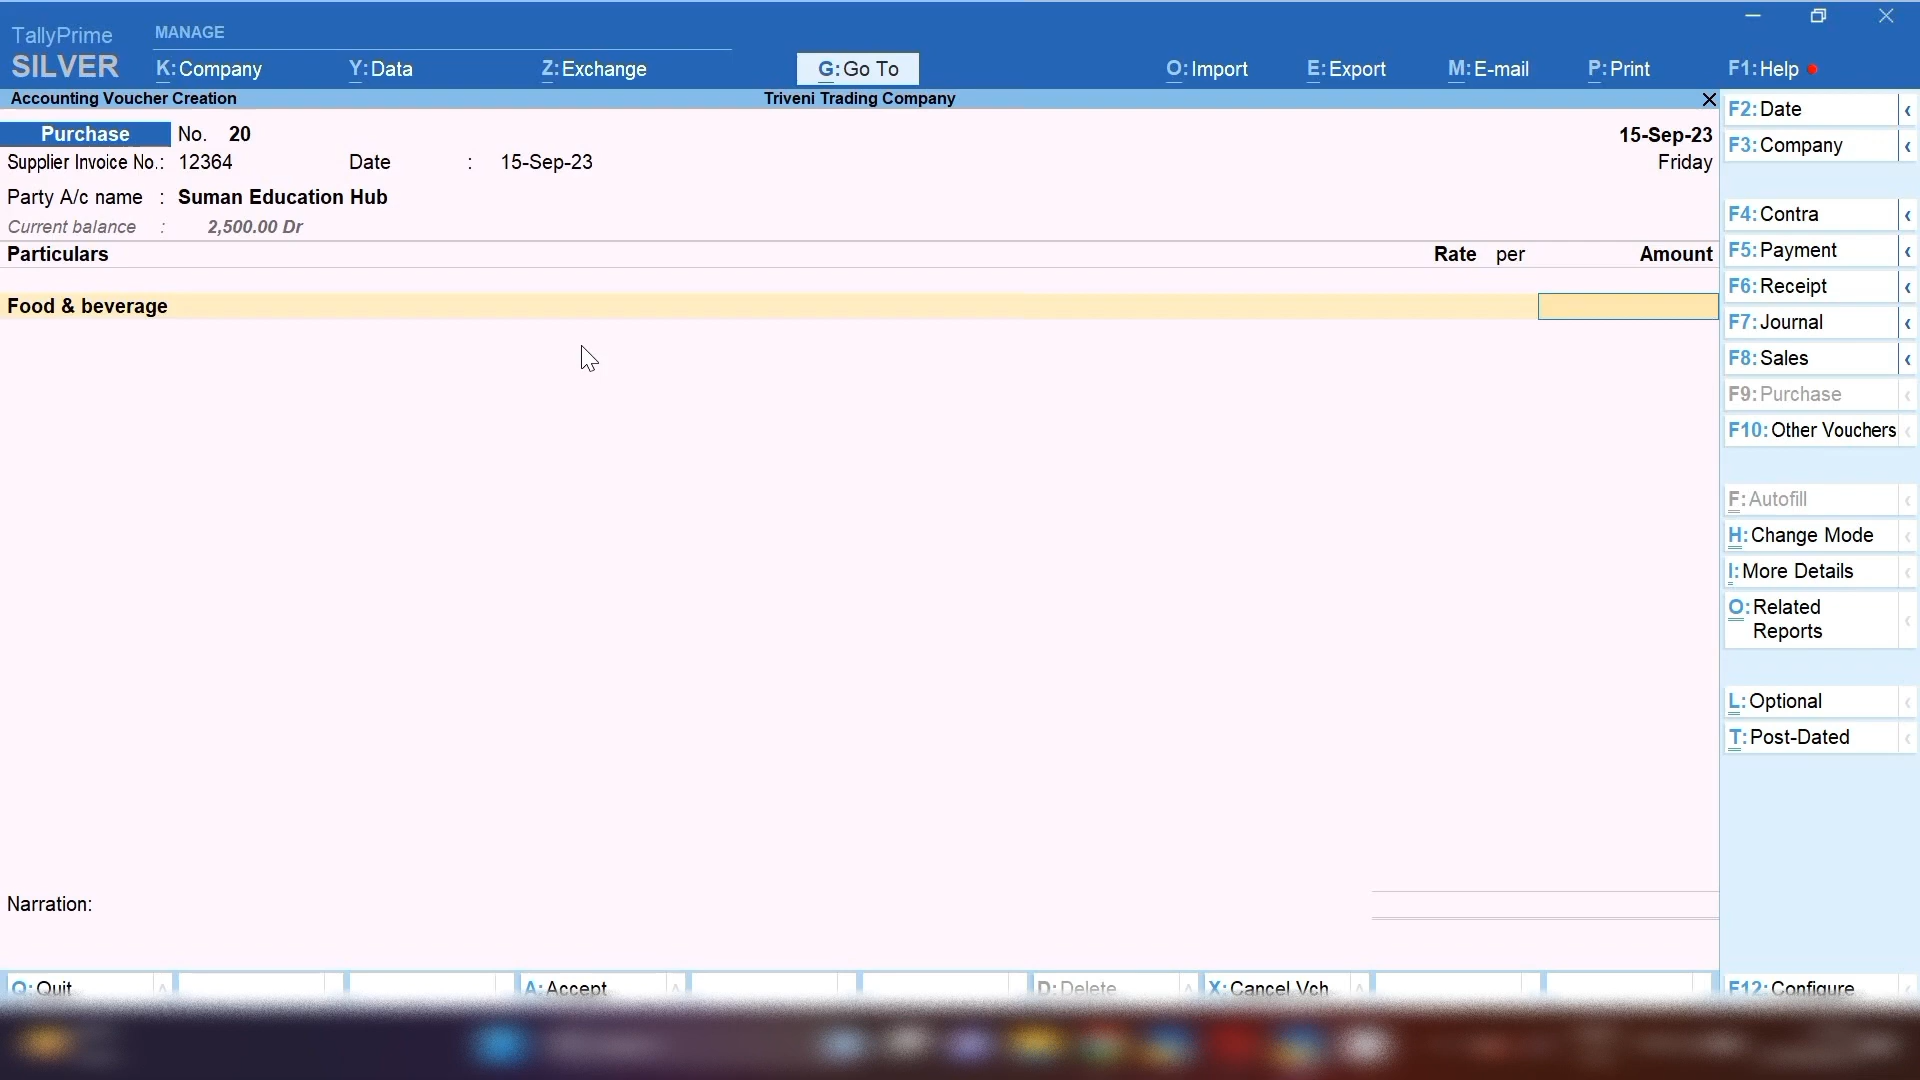 TallyPrime
SILVER
MANAGE
K: Company
Y: Data
Z: Exchange
G: Go To
O: Import
E: Export
M: E-mail
P: Print
F1: Help
Accounting Voucher Creation
Triveni Trading Company
Purchase No. 20
15-Sep-23
Supplier Invoice No.: 12364 Date : 15-Sep-23
Friday
Party A/c name : Suman Education Hub
Current balance : 2,500.00 Dr
Particulars Rate per Amount
Food & beverage
Narration:
F2: Date
F3: Company
F4: Contra
F5: Payment
F6: Receipt
F7: Journal
F8: Sales
F9: Purchase
F10: Other Vouchers
F: Autofill
H: Change Mode
I: More Details
O: Related
Reports
L: Optional
T: Post-Dated
Q: Quit
A: Accept
D: Delete
X: Cancel Vch
F12: Configure